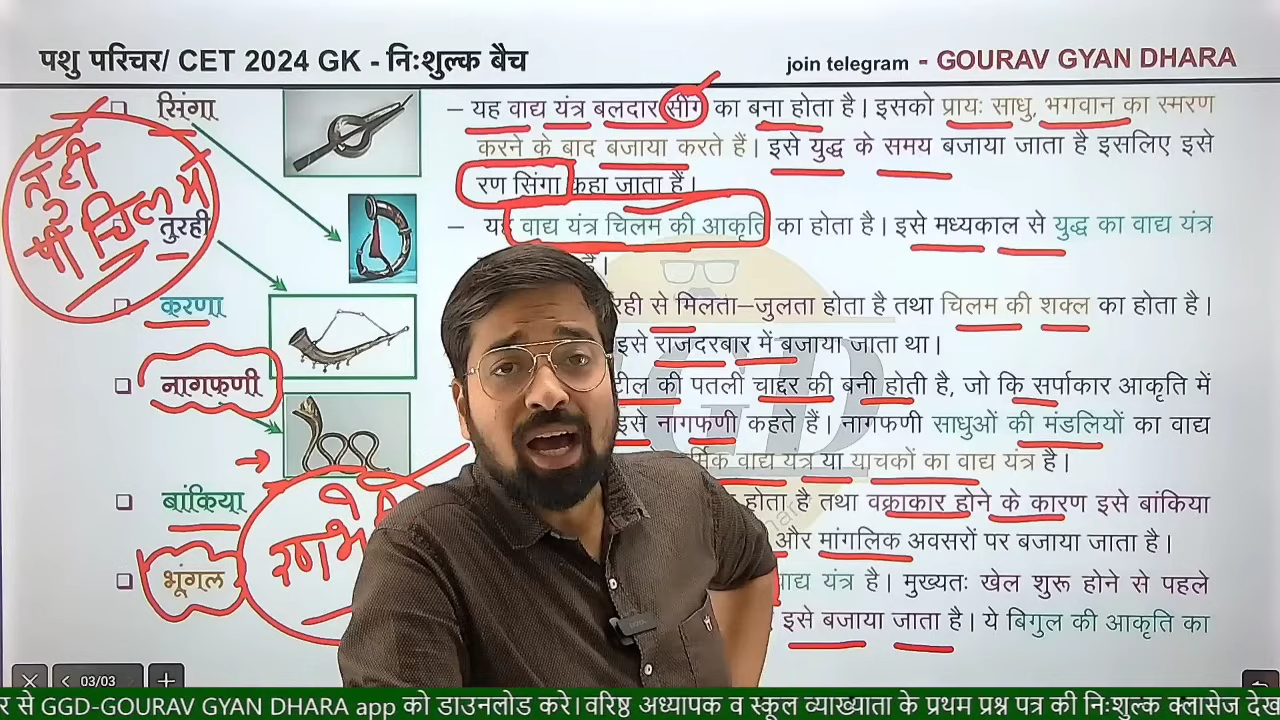 पशु परिचर/ CET 2024 GK - निःशुल्क बैच
join telegram - GOURAV GYAN DHARA
सिंगा
– यह वाद्य यंत्र बलदार सींग का बना होता है। इसको प्रायः साधु, भगवान का स्मरण
करने के बाद बजाया करते हैं। इसे युद्ध के समय बजाया जाता है इसलिए इसे
रण सिंगा कहा जाता हैं।
तुरही
– यह वाद्य यंत्र चिलम की आकृति का होता है। इसे मध्यकाल से युद्ध का वाद्य यंत्र
तु ही
पी चिलम में
करणा
रही से मिलता–जुलता होता है तथा चिलम की शक्ल का होता है।
इसे राजदरबार में बजाया जाता था।
नागफणी
की पतली चाद्दर की बनी होती है, जो कि सर्पाकार आकृति में
इसे नागफणी कहते हैं। नागफणी साधुओं की मंडलियों का वाद्य
वाद्य यंत्र या याचकों का वाद्य यंत्र हैं।
बांकिया
होता है तथा वक्राकार होने के कारण इसे बांकिया
और मांगलिक अवसरों पर बजाया जाता है।
भूंगल
रणभे
वाद्य यंत्र है। मुख्यतः खेल शुरू होने से पहले
इसे बजाया जाता है। ये बिगुल की आकृति का
03/03
र से GGD-GOURAV GYAN DHARA app को डाउनलोड करे।वरिष्ठ अध्यापक व स्कूल व्याख्याता के प्रथम प्रश्न पत्र की निःशुल्क क्लासेज देख